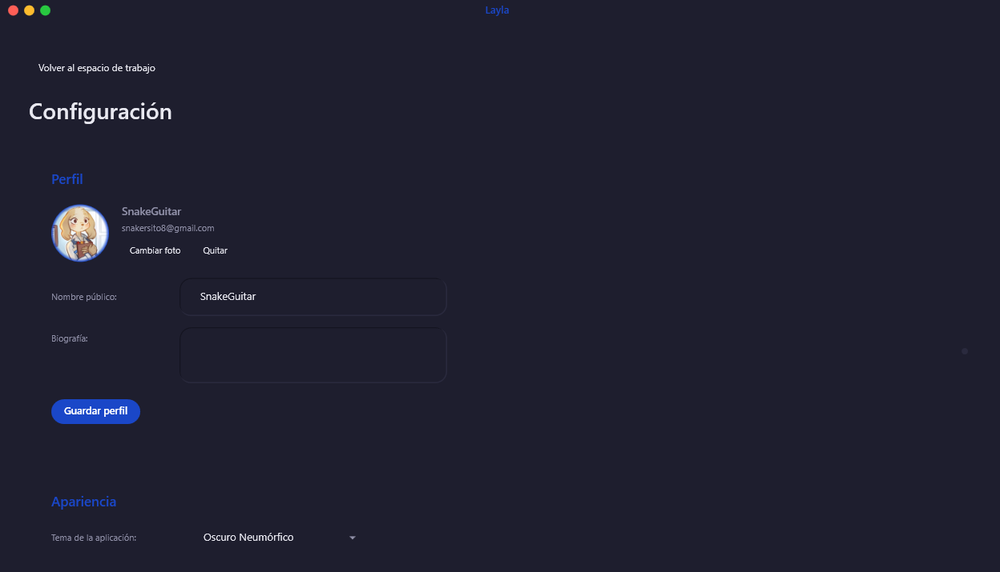 Layla
Volver al espacio de trabajo
Configuración
Perfil
SnakeGuitar
snakersito8@gmail.com
Cambiar foto Quitar
Nombre público: SnakeGuitar
Biografía:
Guardar perfil
Apariencia
Tema de la aplicación: Oscuro Neumórfico